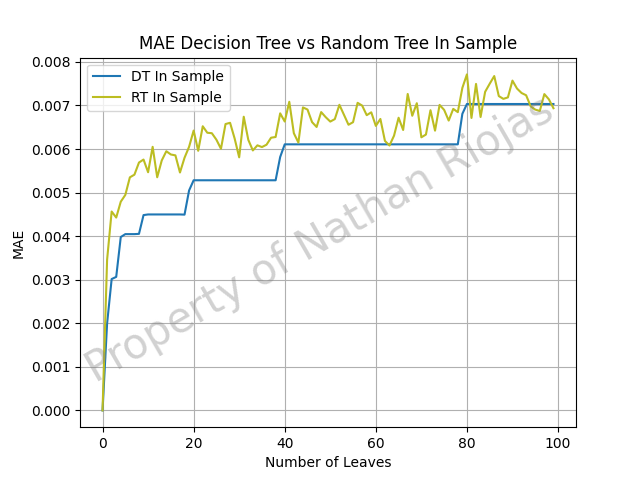 MAE Decision Tree vs Random Tree In Sample
DT In Sample
RT In Sample
0.008
0.007
0.006
0.005
0.004
0.003
0.002
0.001
0.000
MAE
0
20
40
60
80
100
Number of Leaves
Property of Nathan Riojas